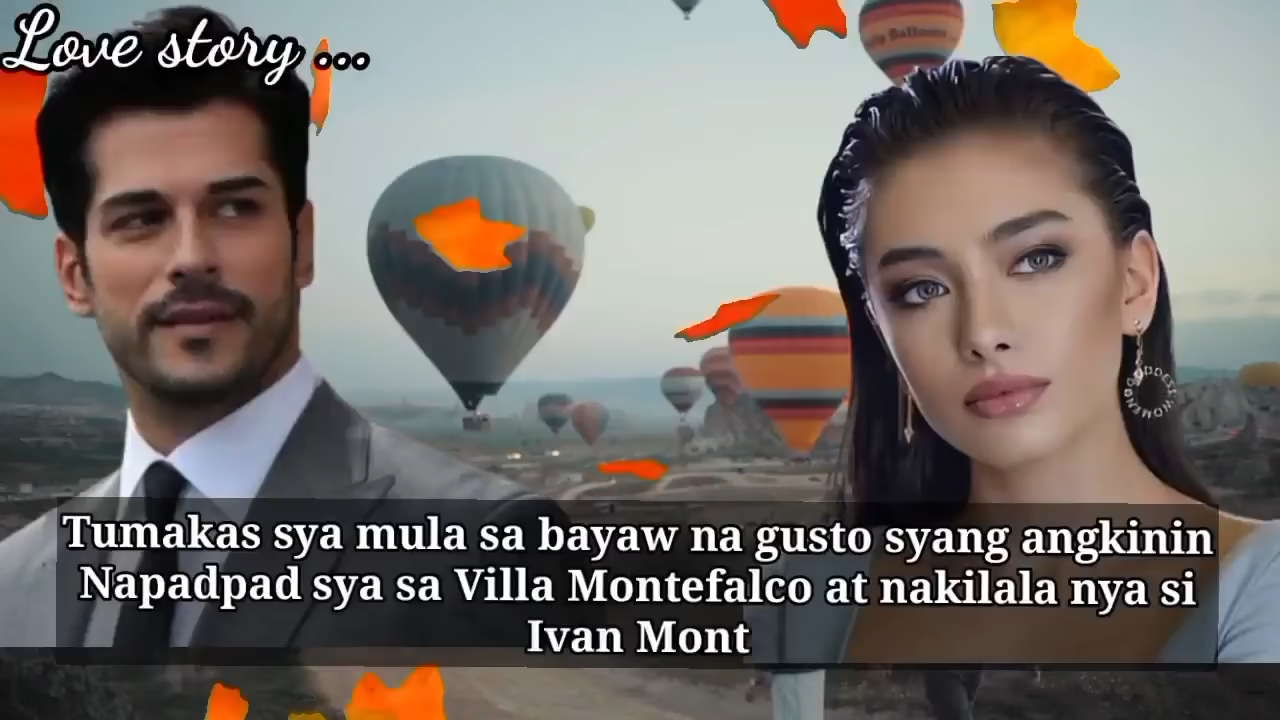 Love story ...
Balloons
Tumakas sya mula sa bayaw na gusto syang angkinin
Napadpad sya sa Villa Montefalco at nakilala nya si
Ivan Mont